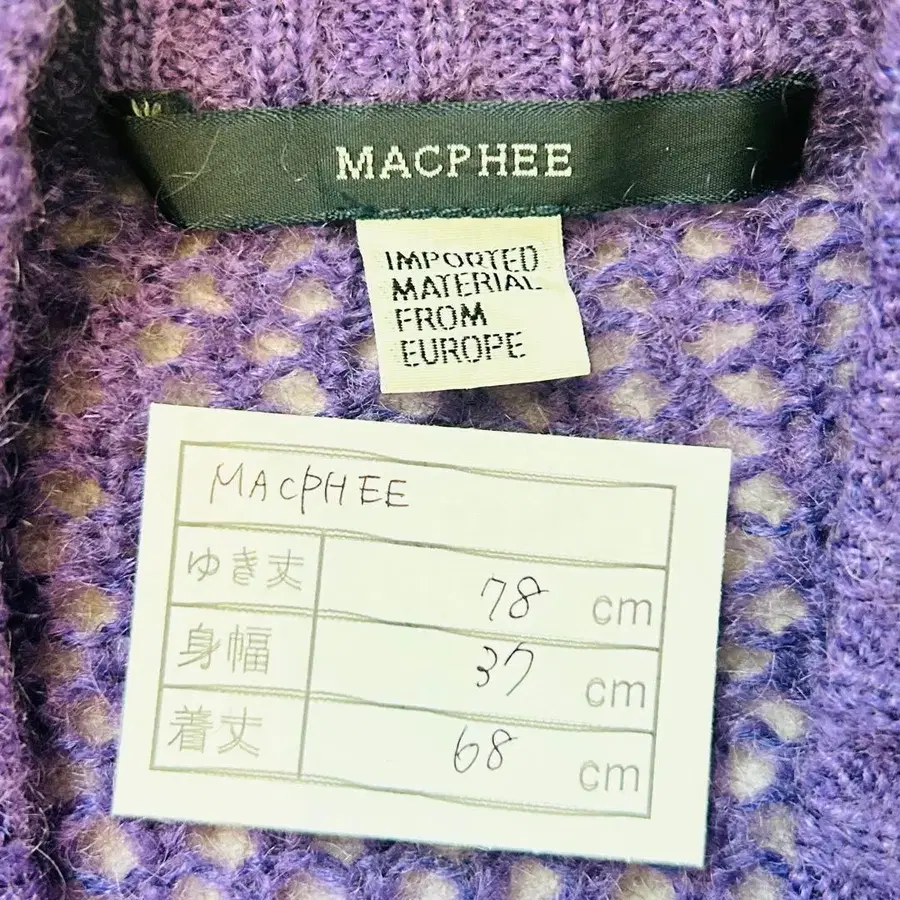 MACPHEE
IMPORTED
MATERIAL
FROM
EUROPE
MACPHEE
ゆき丈 78 cm
身幅 37 cm
着丈 68 cm